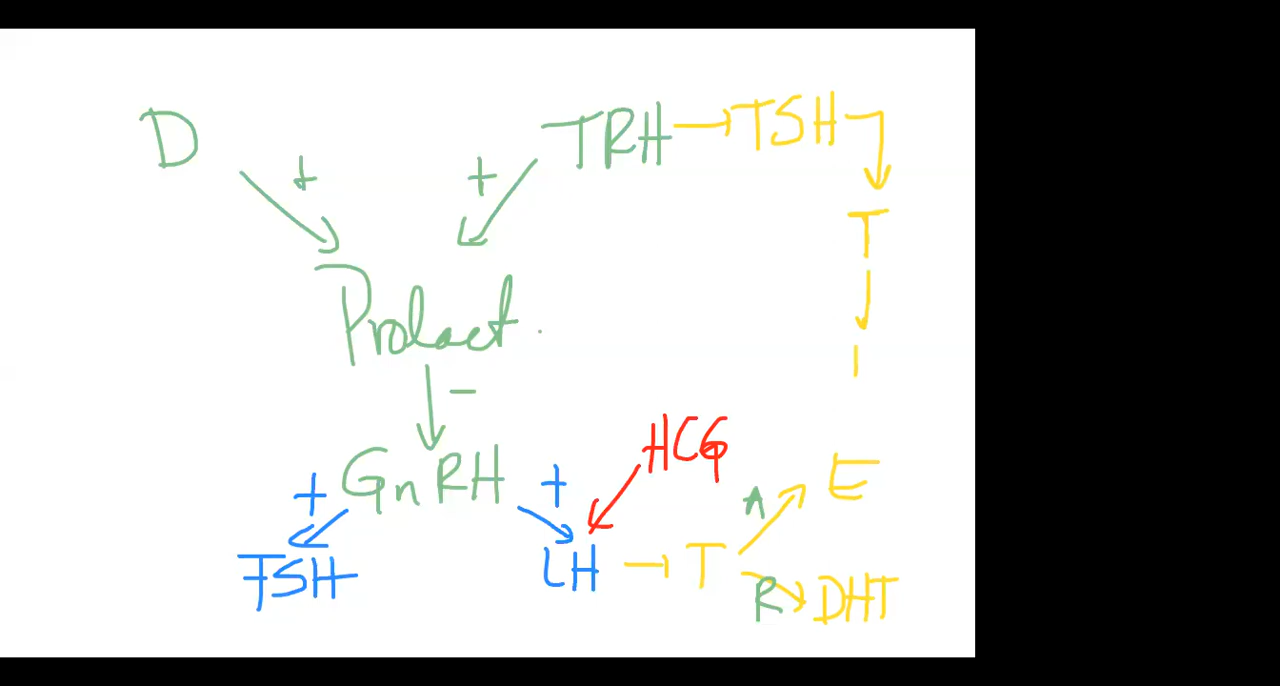 D TRH TSH
+ +
T
Prolact
-
HCG
GnRH E
+ + A
FSH LH T DHT
R